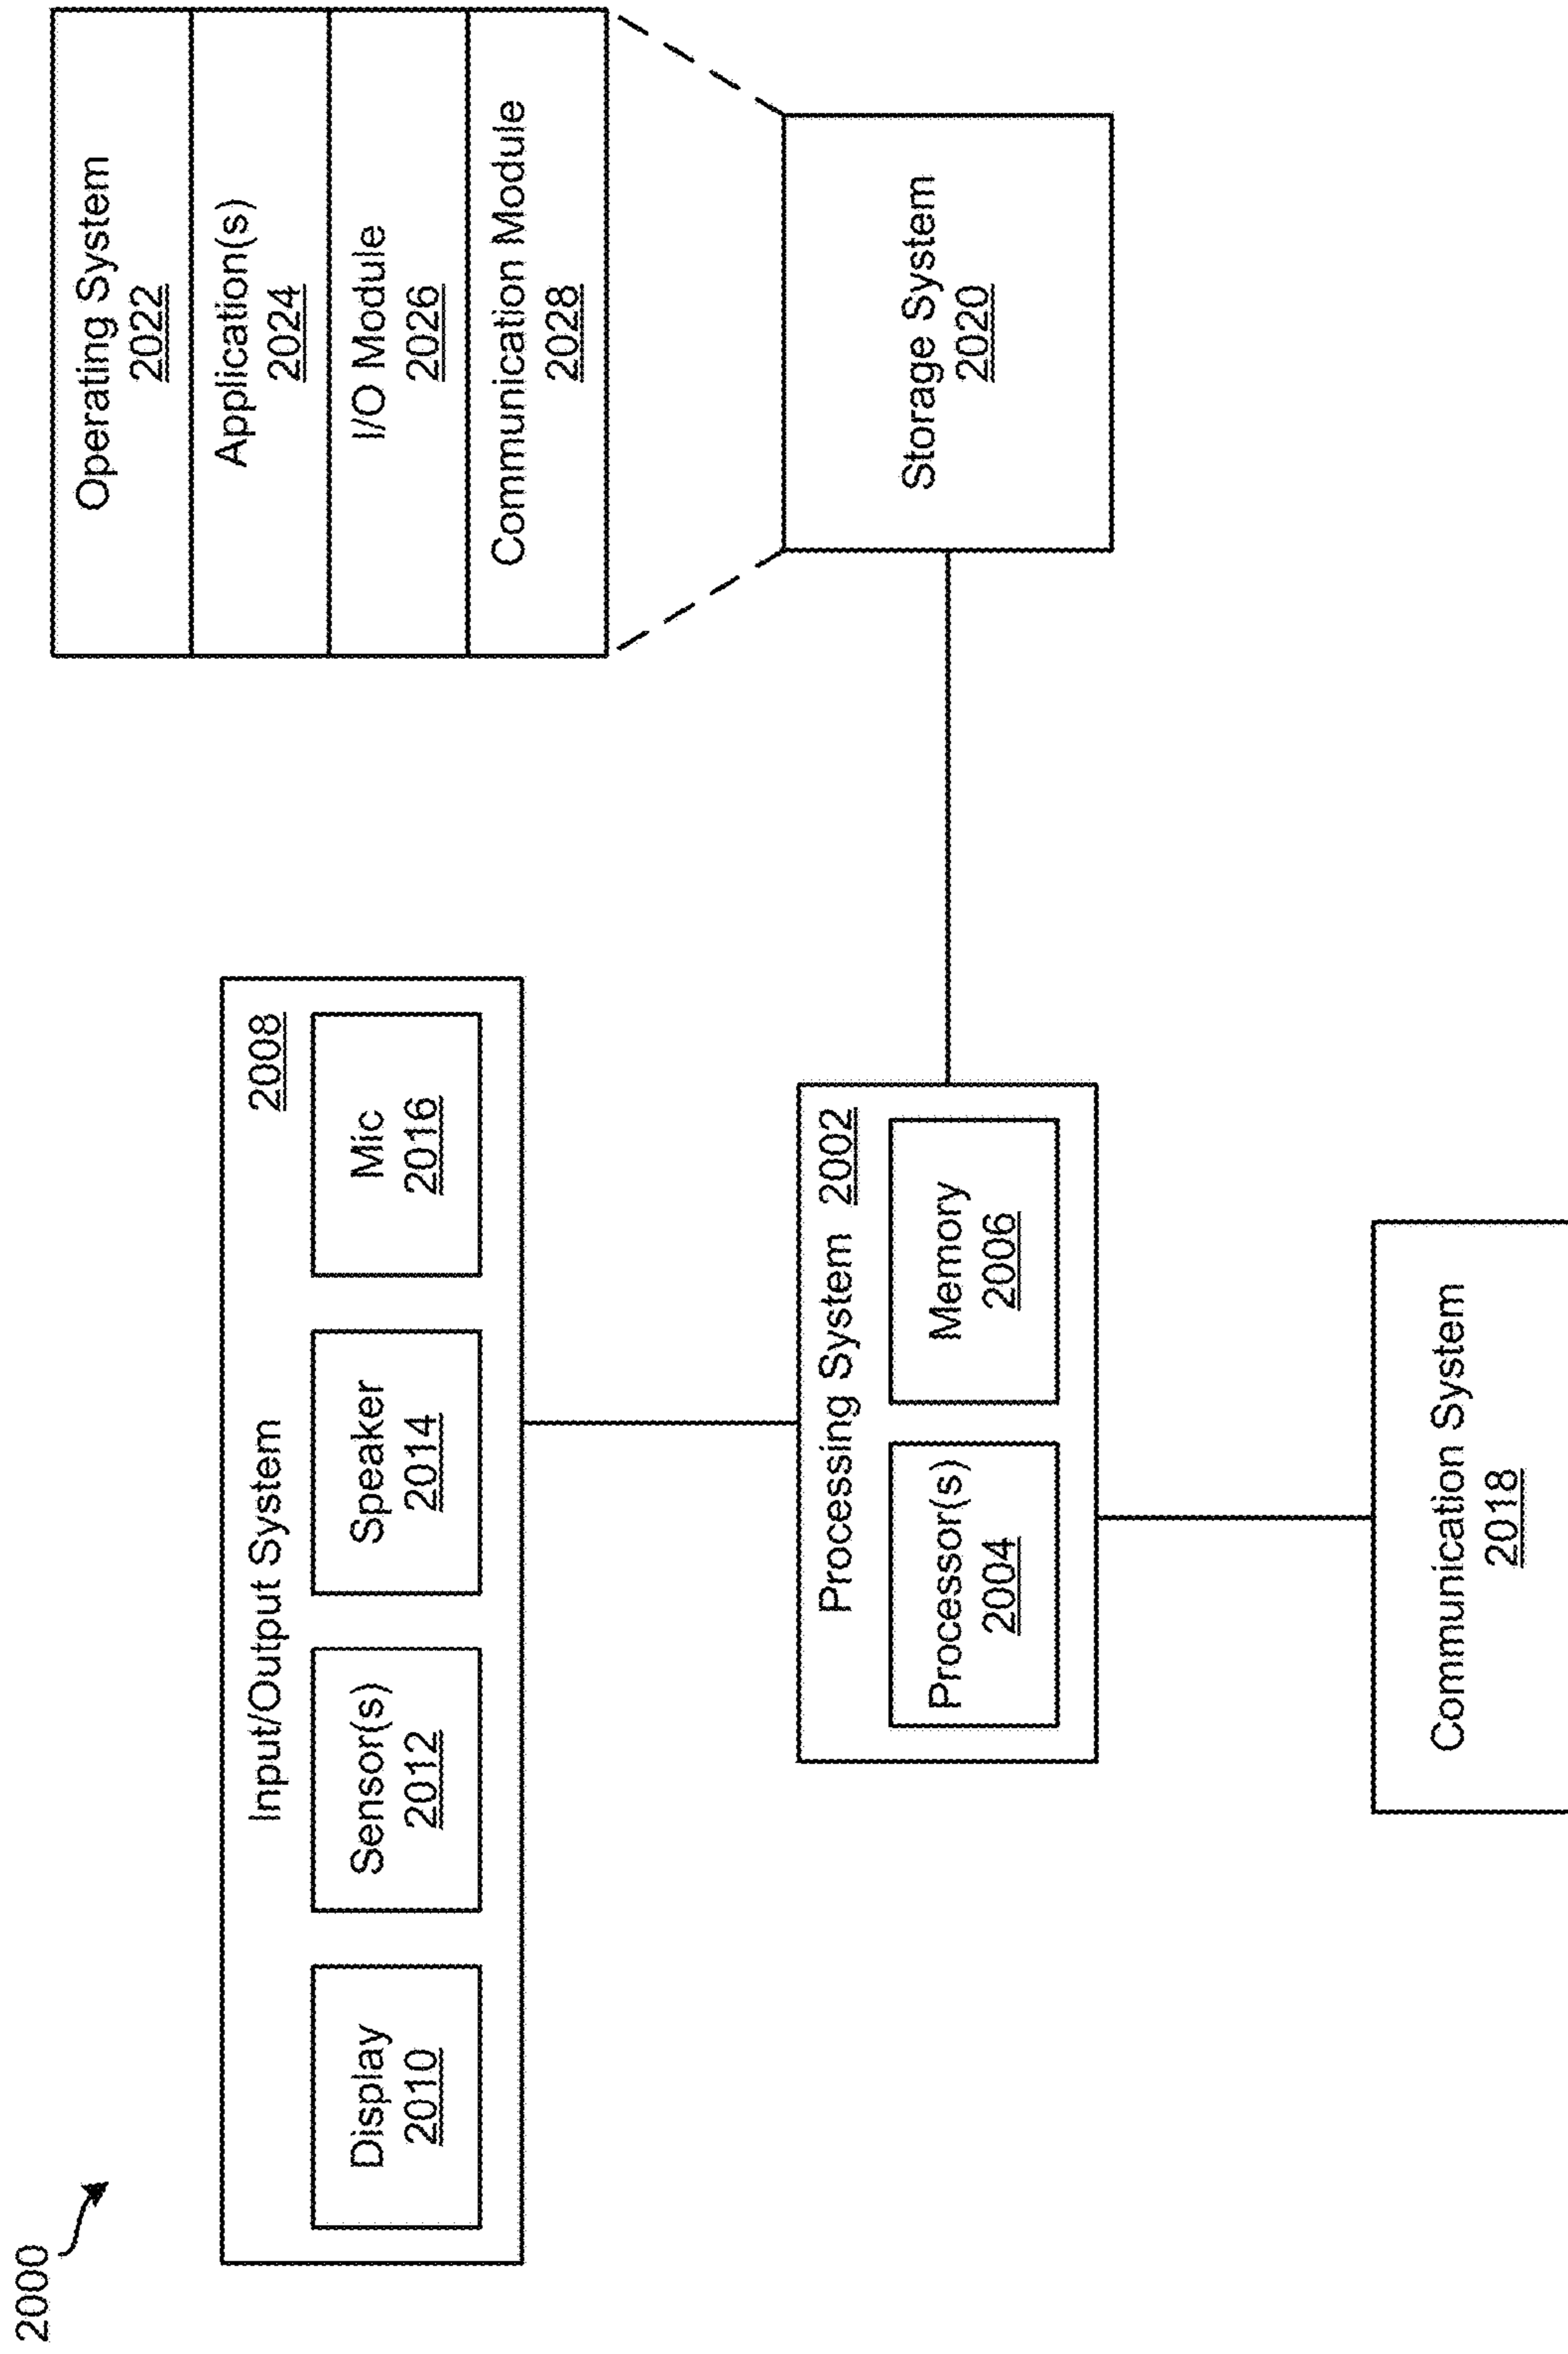 2000
Input/Output System
2008
Display
2010
Sensor(s)
2012
Speaker
2014
Mic
2016
Processing System 2002
Processor(s)
2004
Memory
2006
Communication System
2018
Operating System
2022
Application(s)
2024
I/O Module
2026
Communication Module
2028
Storage System
2020